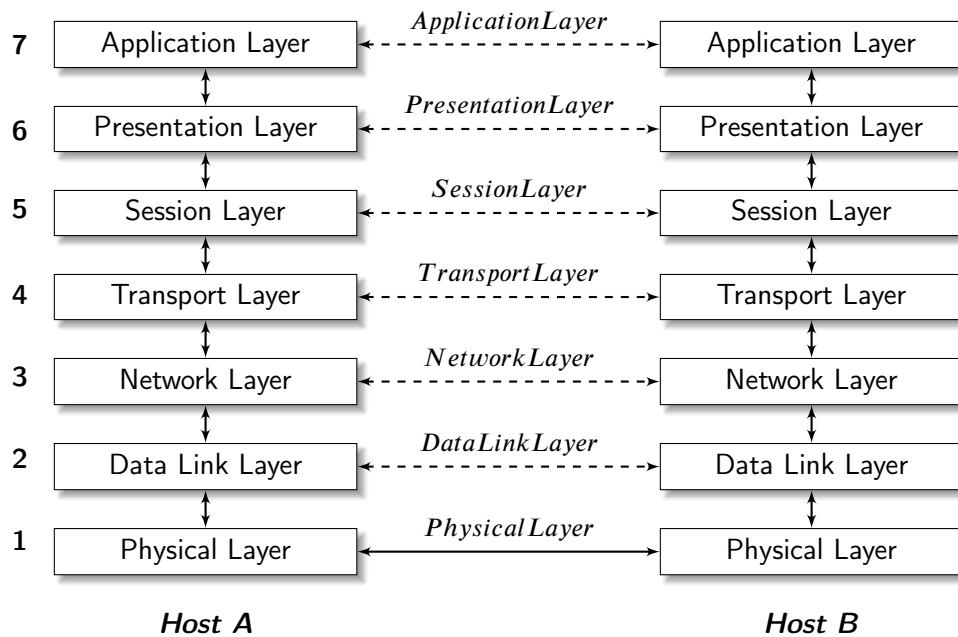 7 Application Layer ApplicationLayer Application Layer
6 Presentation Layer PresentationLayer Presentation Layer
5 Session Layer SessionLayer Session Layer
4 Transport Layer TransportLayer Transport Layer
3 Network Layer NetworkLayer Network Layer
2 Data Link Layer DataLinkLayer Data Link Layer
1 Physical Layer PhysicalLayer Physical Layer
Host A Host B